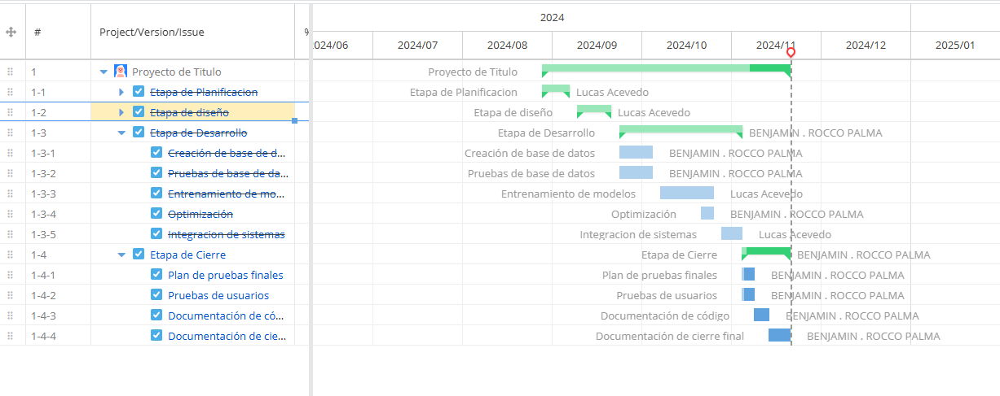 2024
# Project/Version/Issue %
2024/06 2024/07 2024/08 2024/09 2024/10 2024/11 2024/12 2025/01
1 Proyecto de Titulo Proyecto de Titulo
1-1 Etapa de Planificacion Etapa de Planificacion Lucas Acevedo
1-2 Etapa de diseño Etapa de diseño Lucas Acevedo
1-3 Etapa de Desarrollo Etapa de Desarrollo BENJAMIN . ROCCO PALMA
1-3-1 Creación de base de d... Creación de base de datos BENJAMIN . ROCCO PALMA
1-3-2 Pruebas de base de da... Pruebas de base de datos BENJAMIN . ROCCO PALMA
1-3-3 Entrenamiento de mo... Entrenamiento de modelos Lucas Acevedo
1-3-4 Optimización Optimización BENJAMIN . ROCCO PALMA
1-3-5 Integracion de sistemas Integracion de sistemas Lucas Acevedo
1-4 Etapa de Cierre Etapa de Cierre BENJAMIN . ROCCO PALMA
1-4-1 Plan de pruebas finales Plan de pruebas finales BENJAMIN . ROCCO PALMA
1-4-2 Pruebas de usuarios Pruebas de usuarios BENJAMIN . ROCCO PALMA
1-4-3 Documentación de có... Documentación de código BENJAMIN . ROCCO PALMA
1-4-4 Documentación de cie... Documentación de cierre final BENJAMIN . ROCCO PALMA